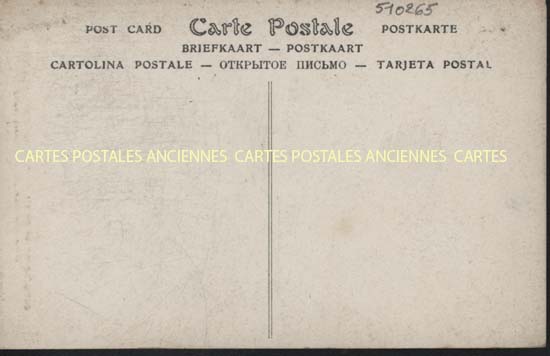 510265
POST CARD Carte Postale POSTKARTE
BRIEFKAART — POSTKAART
CARTOLINA POSTALE — ОТКРЫТОЕ ПИСЬМО — TARJETA POSTAL
CARTES POSTALES ANCIENNES CARTES POSTALES ANCIENNES CARTES